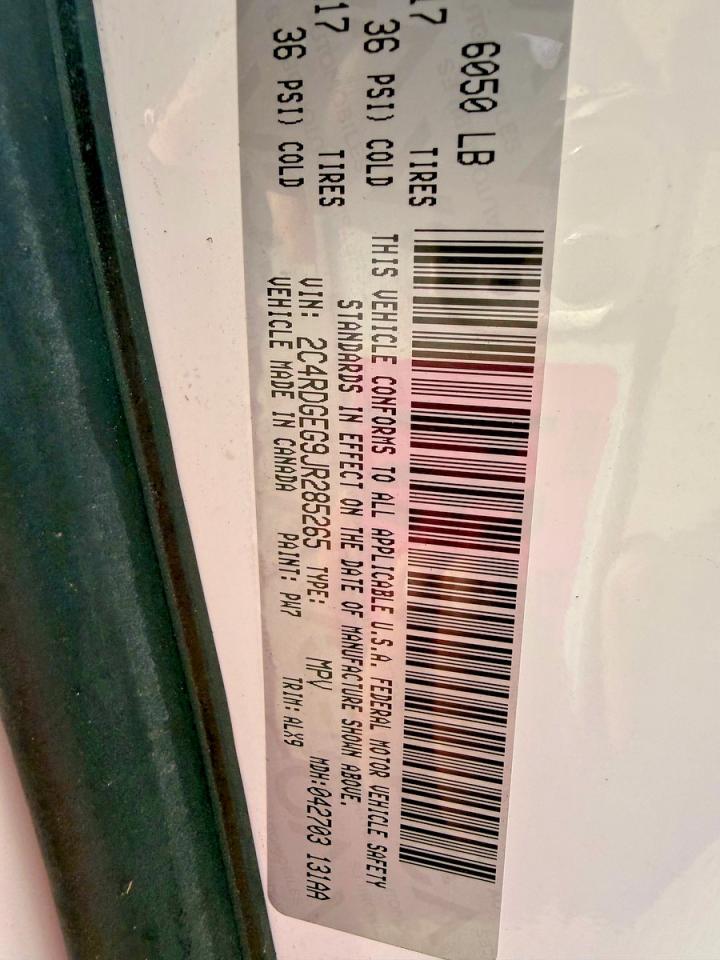 6050 LB
17 TIRES
36 PSI) COLD
17 TIRES
36 PSI) COLD
THIS VEHICLE CONFORMS TO ALL APPLICABLE U.S.A. FEDERAL MOTOR VEHICLE SAFETY
STANDARDS IN EFFECT ON THE DATE OF MANUFACTURE SHOWN ABOVE.
VIN: 2C4RDGEG9JR285265 TYPE: MPV
VEHICLE MADE IN CANADA PAINT: PW7 TRIM: ALX9 MDH: 042703 131AA